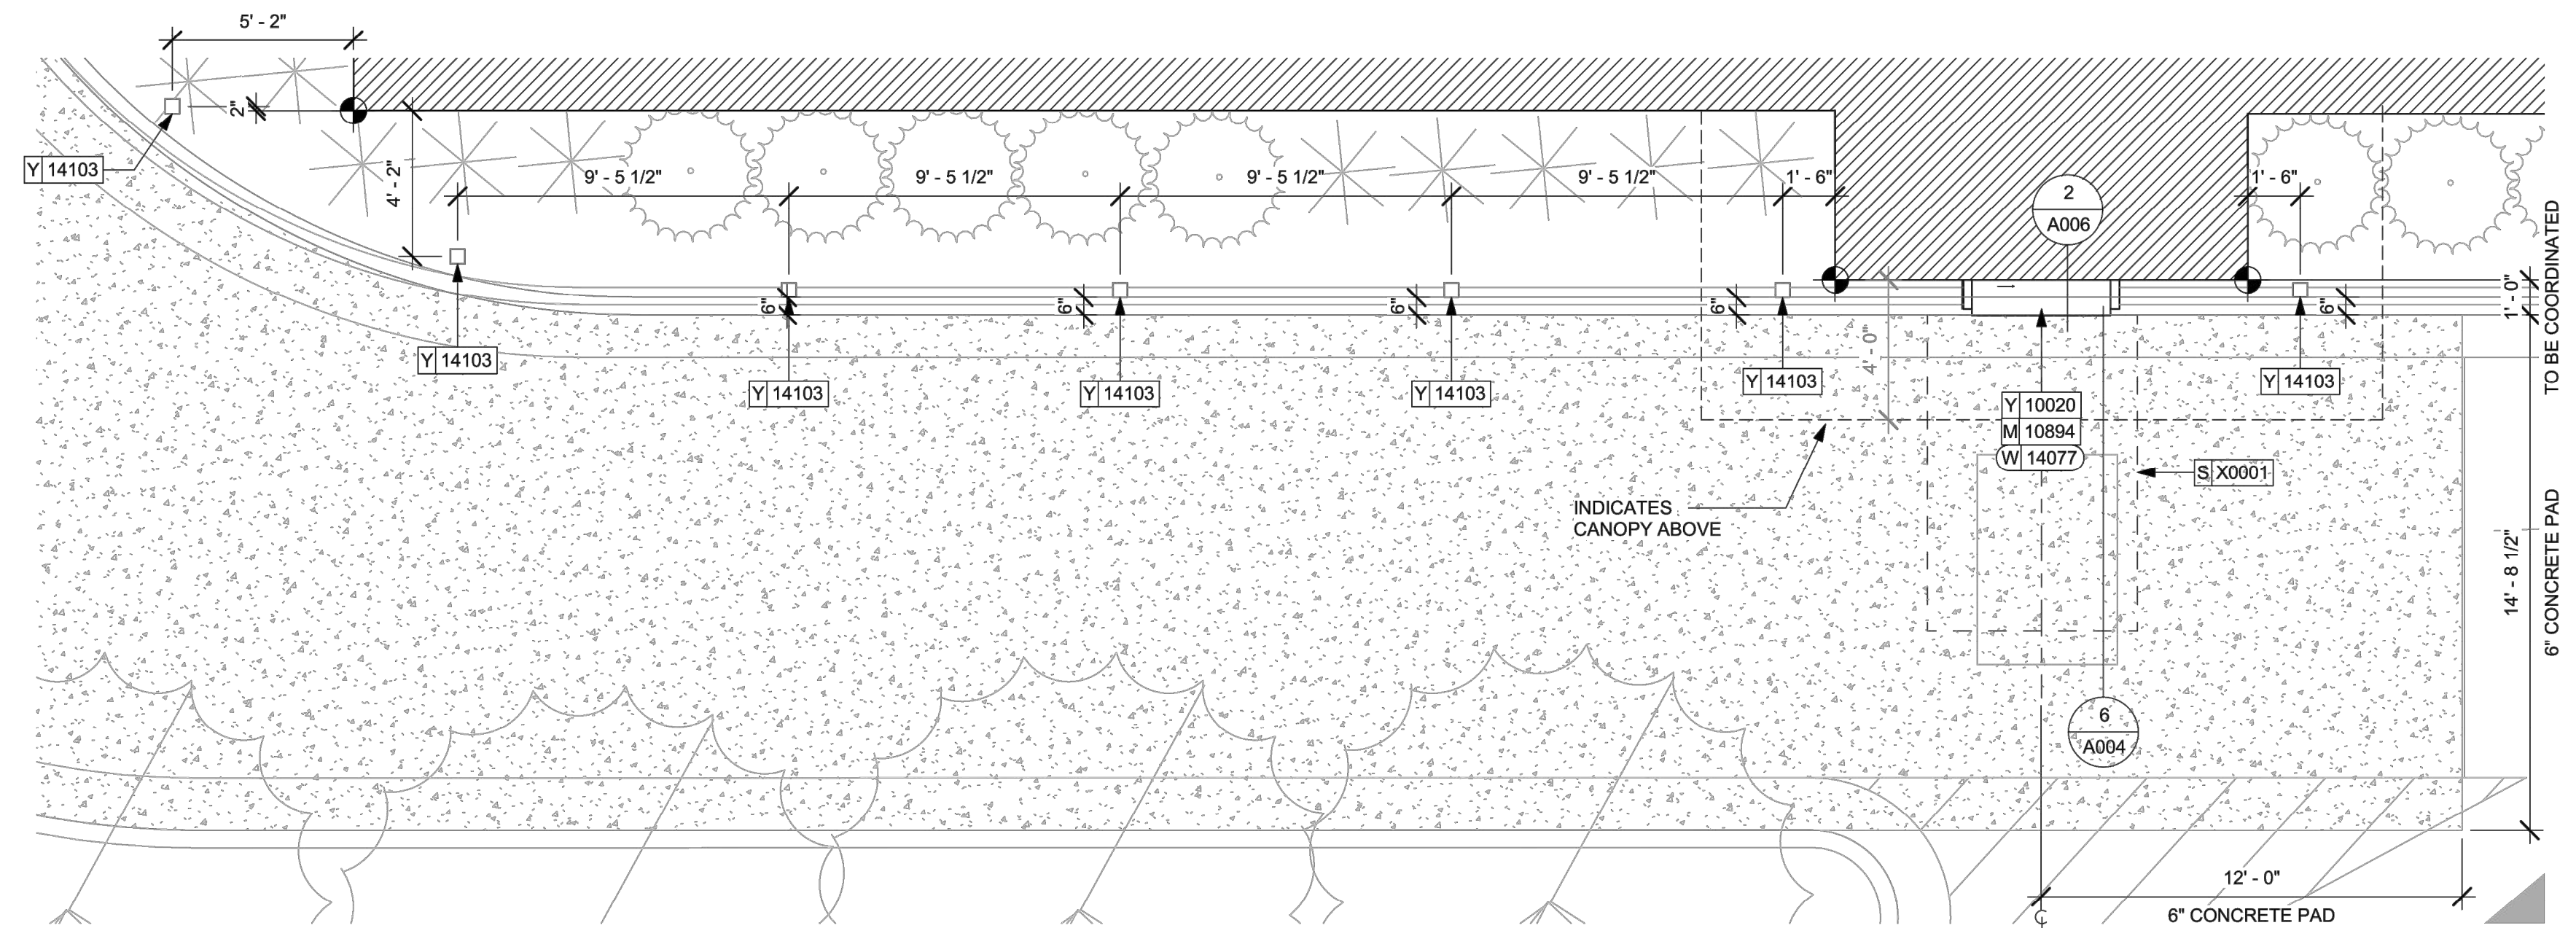 5' - 2"
2"
Y 14103
4' - 2"
9' - 5 1/2"
9' - 5 1/2"
9' - 5 1/2"
9' - 5 1/2"
1' - 6"
2
A006
1' - 6"
6"
6"
6"
6"
6"
1' - 0"
TO BE COORDINATED
Y 14103
Y 14103
Y 14103
Y 14103
Y 14103
4' - 0"
Y 14103
Y 10020
M 10894
W 14077
S X0001
INDICATES
CANOPY ABOVE
14' - 8 1/2"
6" CONCRETE PAD
6
A004
12' - 0"
6" CONCRETE PAD